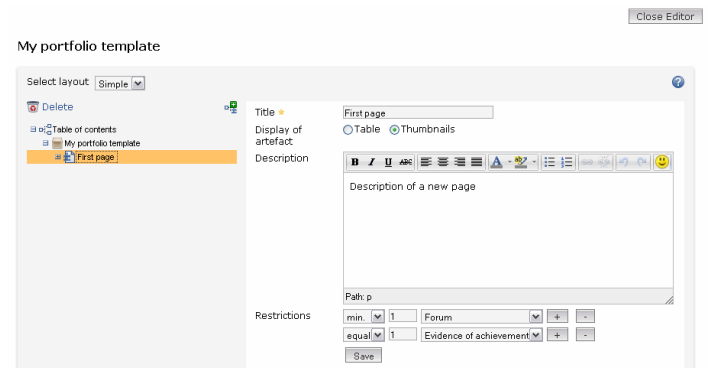 Close Editor
My portfolio template
Select layout Simple
Delete
Table of contents
My portfolio template
First page
Title First page
Display of artefact Table Thumbnails
Description
B I U ABC A ab
Description of a new page
Path: p
Restrictions min. 1 Forum + -
equal 1 Evidence of achievement + -
Save